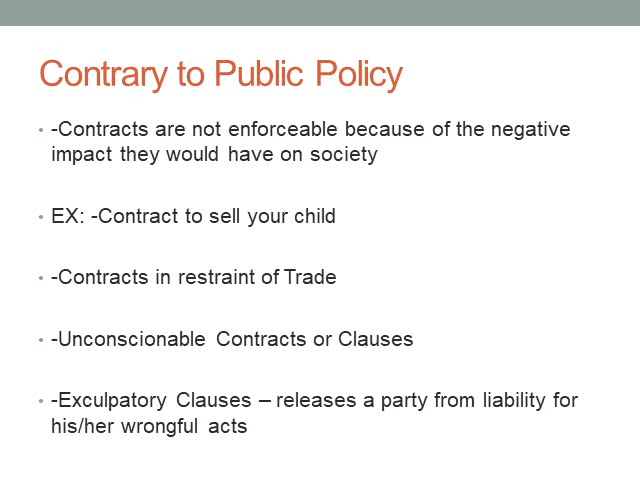 Contrary to Public Policy
• -Contracts are not enforceable because of the negative
impact they would have on society
• EX: -Contract to sell your child
• -Contracts in restraint of Trade
• -Unconscionable Contracts or Clauses
• -Exculpatory Clauses – releases a party from liability for
his/her wrongful acts